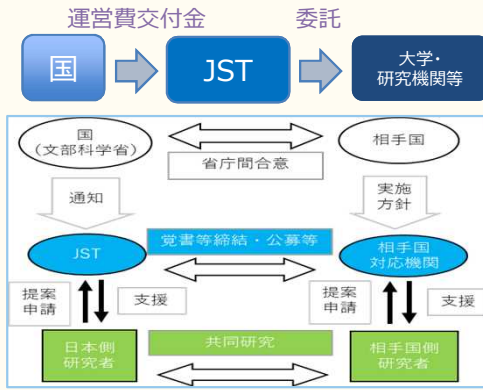 運営費交付金
委託
国
JST
大学・
研究機関等
国
(文部科学省)
相手国
省庁間合意
通知
実施
方針
JST
覚書等締結・公募等
相手国
対応機関
提案
申請
支援
提案
申請
支援
日本側
研究者
共同研究
相手国側
研究者